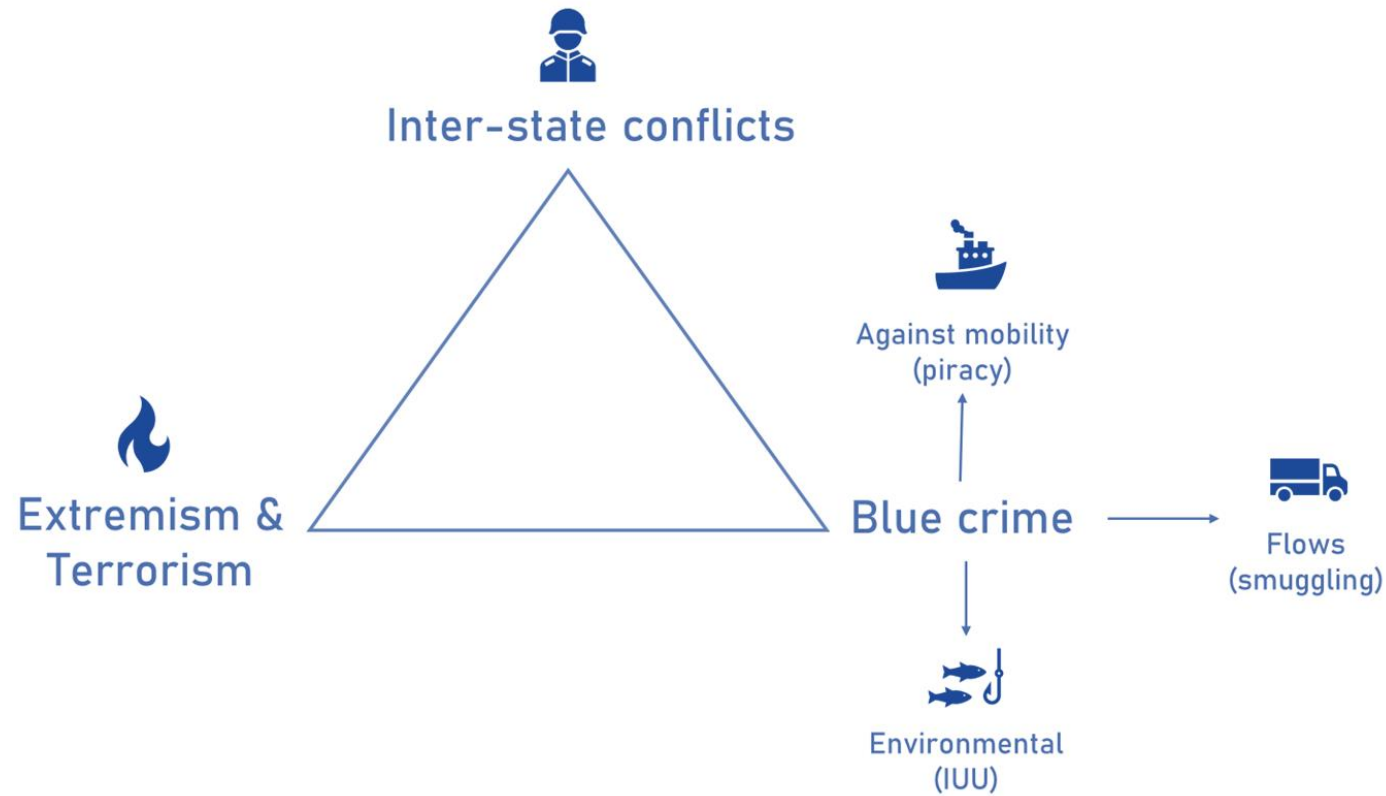 Inter-state conflicts
Against mobility
(piracy)
Extremism &
Terrorism
Blue crime
Flows
(smuggling)
Environmental
(IUU)